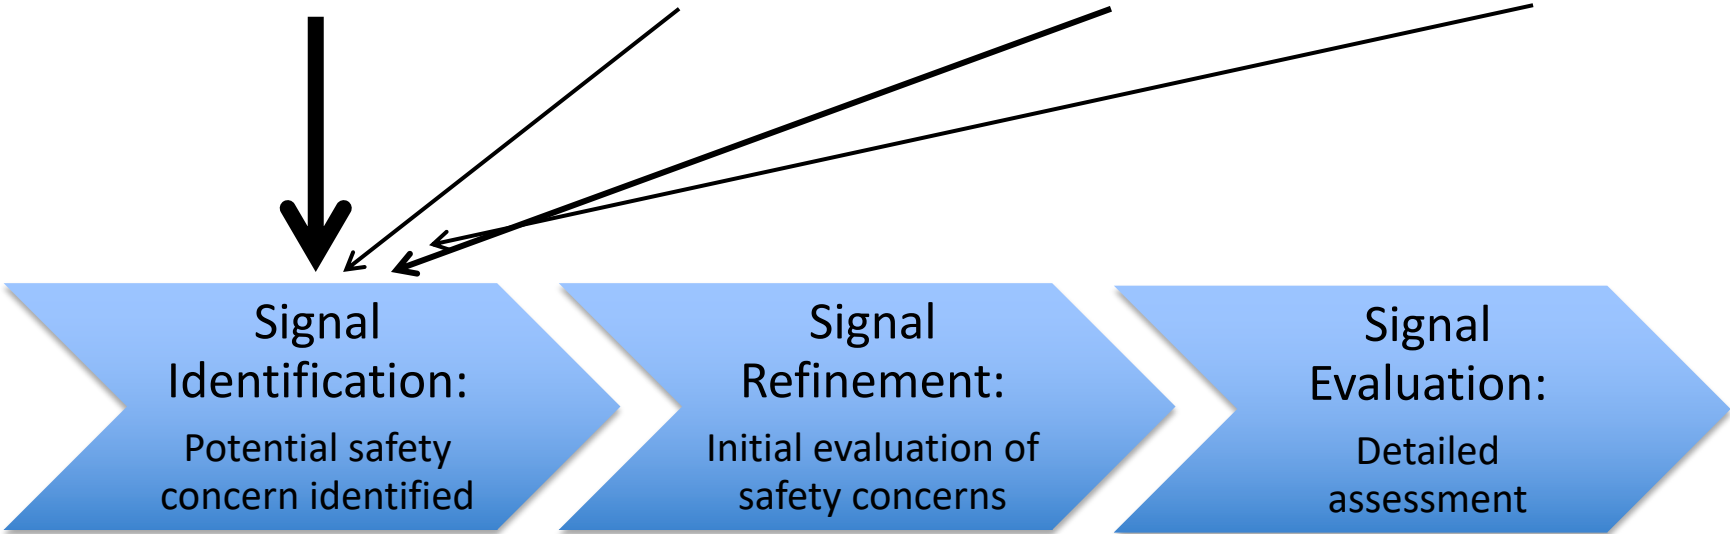 Signal
Identification:
Potential safety
concern identified
Signal
Refinement:
Initial evaluation of
safety concerns
Signal
Evaluation:
Detailed
assessment